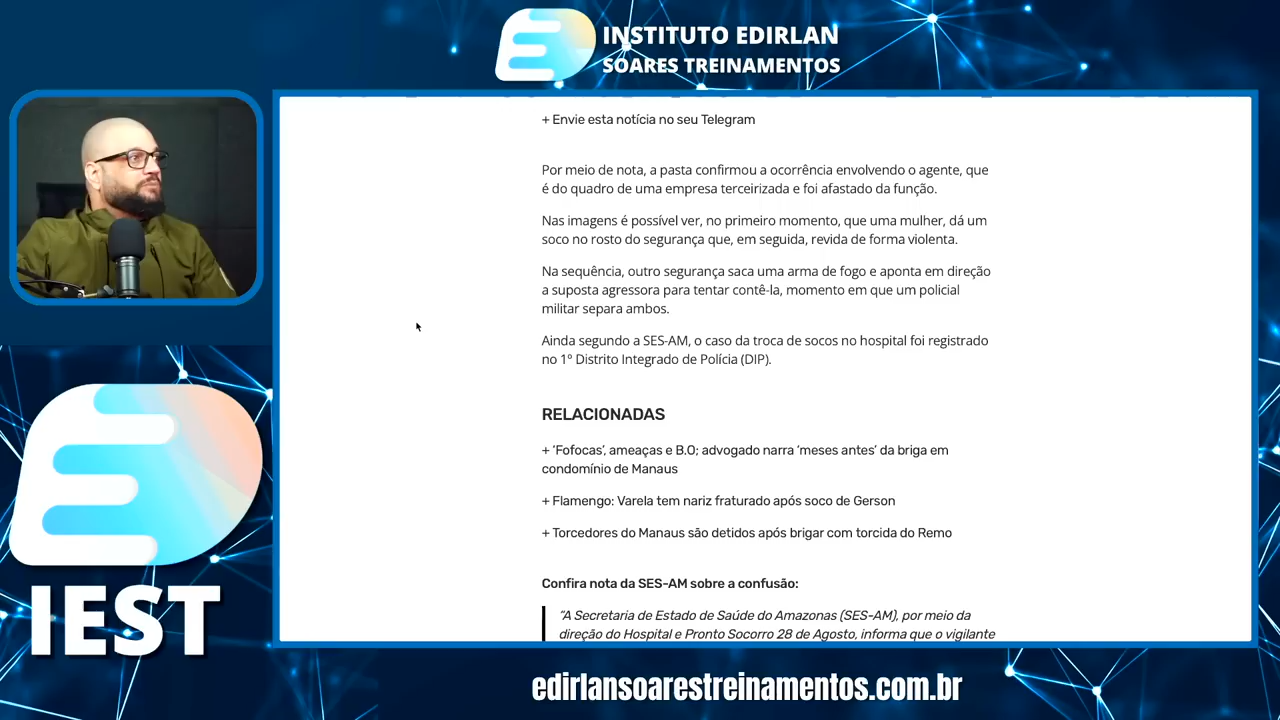 INSTITUTO EDIRLAN
SOARES TREINAMENTOS
+ Envie esta notícia no seu Telegram
Por meio de nota, a pasta confirmou a ocorrência envolvendo o agente, que
é do quadro de uma empresa terceirizada e foi afastado da função.
Nas imagens é possível ver, no primeiro momento, que uma mulher, dá um
soco no rosto do segurança que, em seguida, revida de forma violenta.
Na sequência, outro segurança saca uma arma de fogo e aponta em direção
a suposta agressora para tentar contê-la, momento em que um policial
militar separa ambos.
Ainda segundo a SES-AM, o caso da troca de socos no hospital foi registrado
no 1º Distrito Integrado de Polícia (DIP).
RELACIONADAS
+ ‘Fofocas’, ameaças e B.O; advogado narra ‘meses antes’ da briga em
condomínio de Manaus
+ Flamengo: Varela tem nariz fraturado após soco de Gerson
+ Torcedores do Manaus são detidos após brigar com torcida do Remo
Confira nota da SES-AM sobre a confusão:
“A Secretaria de Estado de Saúde do Amazonas (SES-AM), por meio da
direção do Hospital e Pronto Socorro 28 de Agosto, informa que o vigilante
IEST
edirlansoarestreinamentos.com.br